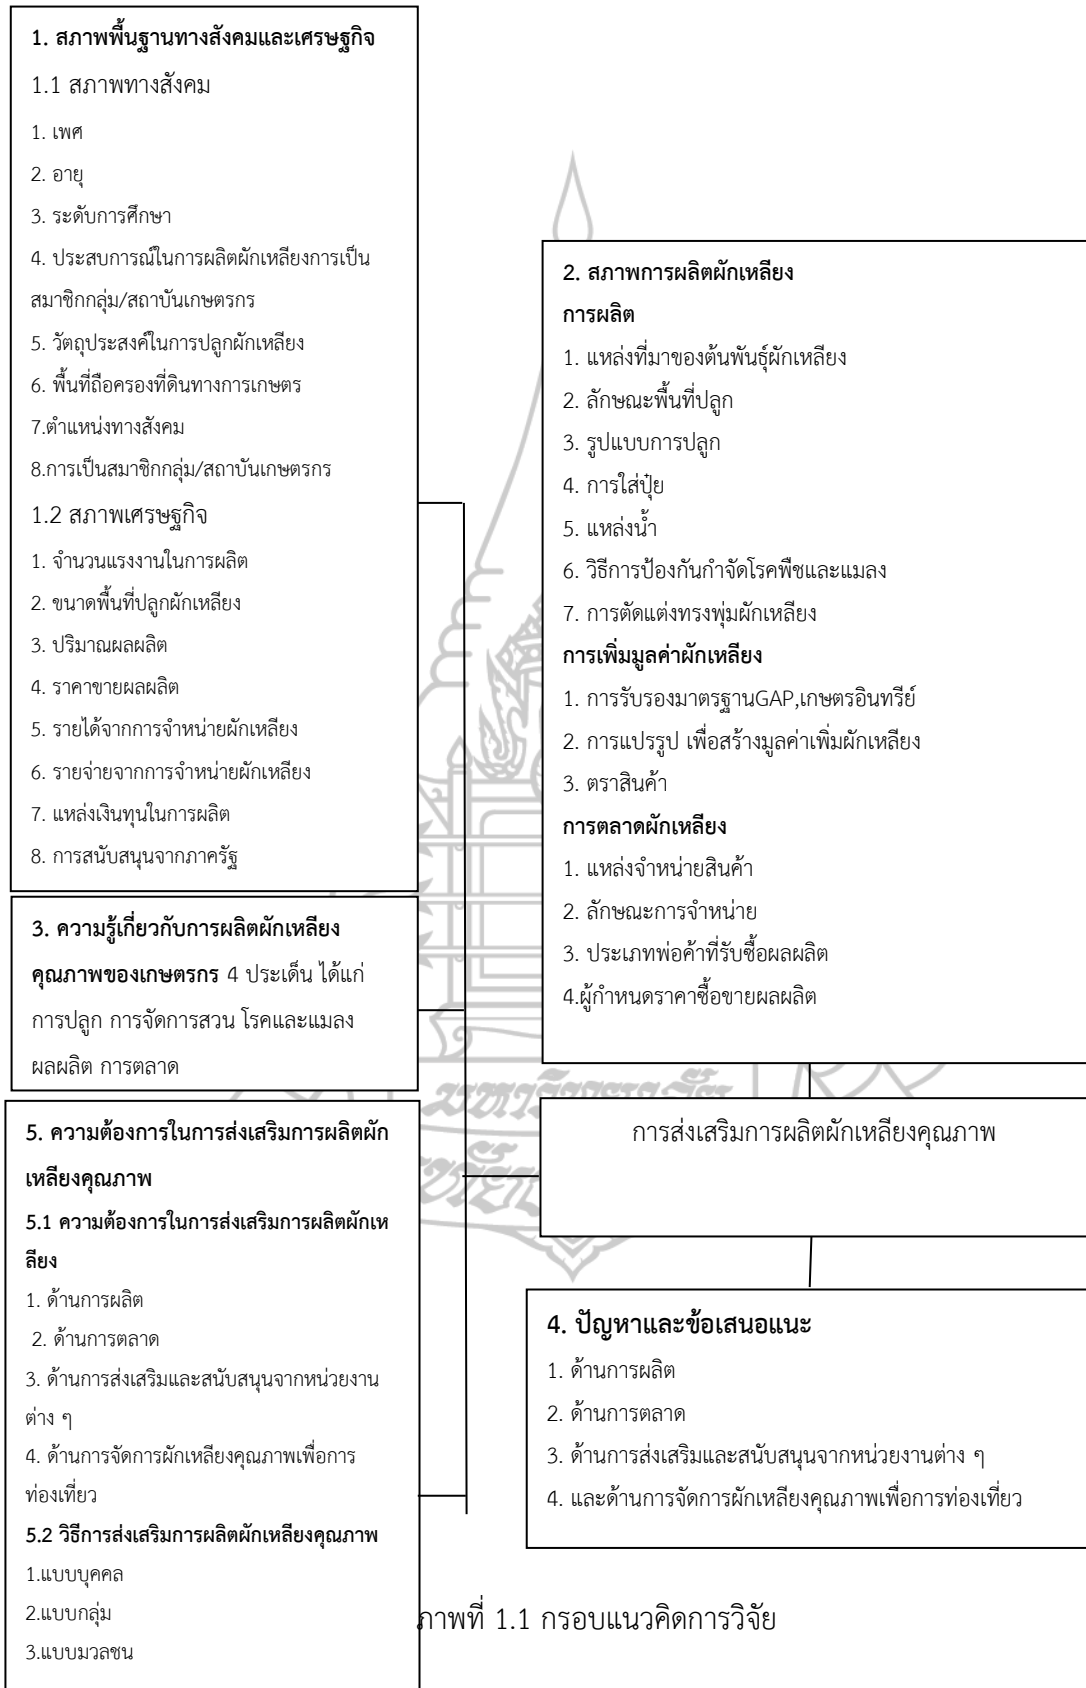 1. สภาพพื้นฐานทางสังคมและเศรษฐกิจ
1.1 สภาพทางสังคม
1. เพศ
2. อายุ
3. ระดับการศึกษา
4. ประสบการณ์ในการผลิตผักเหลียงการเป็น
สมาชิกกลุ่ม/สถาบันเกษตรกร
5. วัตถุประสงค์ในการปลูกผักเหลียง
6. พื้นที่ถือครองที่ดินทางการเกษตร
7.ตำแหน่งทางสังคม
8.การเป็นสมาชิกกลุ่ม/สถาบันเกษตรกร
1.2 สภาพเศรษฐกิจ
1. จำนวนแรงงานในการผลิต
2. ขนาดพื้นที่ปลูกผักเหลียง
3. ปริมาณผลผลิต
4. ราคาขายผลผลิต
5. รายได้จากการจำหน่ายผักเหลียง
6. รายจ่ายจากการจำหน่ายผักเหลียง
7. แหล่งเงินทุนในการผลิต
8. การสนับสนุนจากภาครัฐ
2. สภาพการผลิตผักเหลียง
การผลิต
1. แหล่งที่มาของต้นพันธุ์ผักเหลียง
2. ลักษณะพื้นที่ปลูก
3. รูปแบบการปลูก
4. การใส่ปุ๋ย
5. แหล่งน้ำ
6. วิธีการป้องกันกำจัดโรคพืชและแมลง
7. การตัดแต่งทรงพุ่มผักเหลียง
การเพิ่มมูลค่าผักเหลียง
1. การรับรองมาตรฐานGAP,เกษตรอินทรีย์
2. การแปรรูป เพื่อสร้างมูลค่าเพิ่มผักเหลียง
3. ตราสินค้า
การตลาดผักเหลียง
1. แหล่งจำหน่ายสินค้า
2. ลักษณะการจำหน่าย
3. ประเภทพ่อค้าที่รับซื้อผลผลิต
4.ผู้กำหนดราคาซื้อขายผลผลิต
3. ความรู้เกี่ยวกับการผลิตผักเหลียง
คุณภาพของเกษตรกร 4 ประเด็น ได้แก่
การปลูก การจัดการสวน โรคและแมลง
ผลผลิต การตลาด
การส่งเสริมการผลิตผักเหลียงคุณภาพ
5. ความต้องการในการส่งเสริมการผลิตผัก
เหลียงคุณภาพ
5.1 ความต้องการในการส่งเสริมการผลิตผักเห
ลียง
1. ด้านการผลิต
2. ด้านการตลาด
3. ด้านการส่งเสริมและสนับสนุนจากหน่วยงาน
ต่าง ๆ
4. ด้านการจัดการผักเหลียงคุณภาพเพื่อการ
ท่องเที่ยว
5.2 วิธีการส่งเสริมการผลิตผักเหลียงคุณภาพ
1.แบบบุคคล
2.แบบกลุ่ม
3.แบบมวลชน
4. ปัญหาและข้อเสนอแนะ
1. ด้านการผลิต
2. ด้านการตลาด
3. ด้านการส่งเสริมและสนับสนุนจากหน่วยงานต่าง ๆ
4. และด้านการจัดการผักเหลียงคุณภาพเพื่อการท่องเที่ยว
ภาพที่ 1.1 กรอบแนวคิดการวิจัย